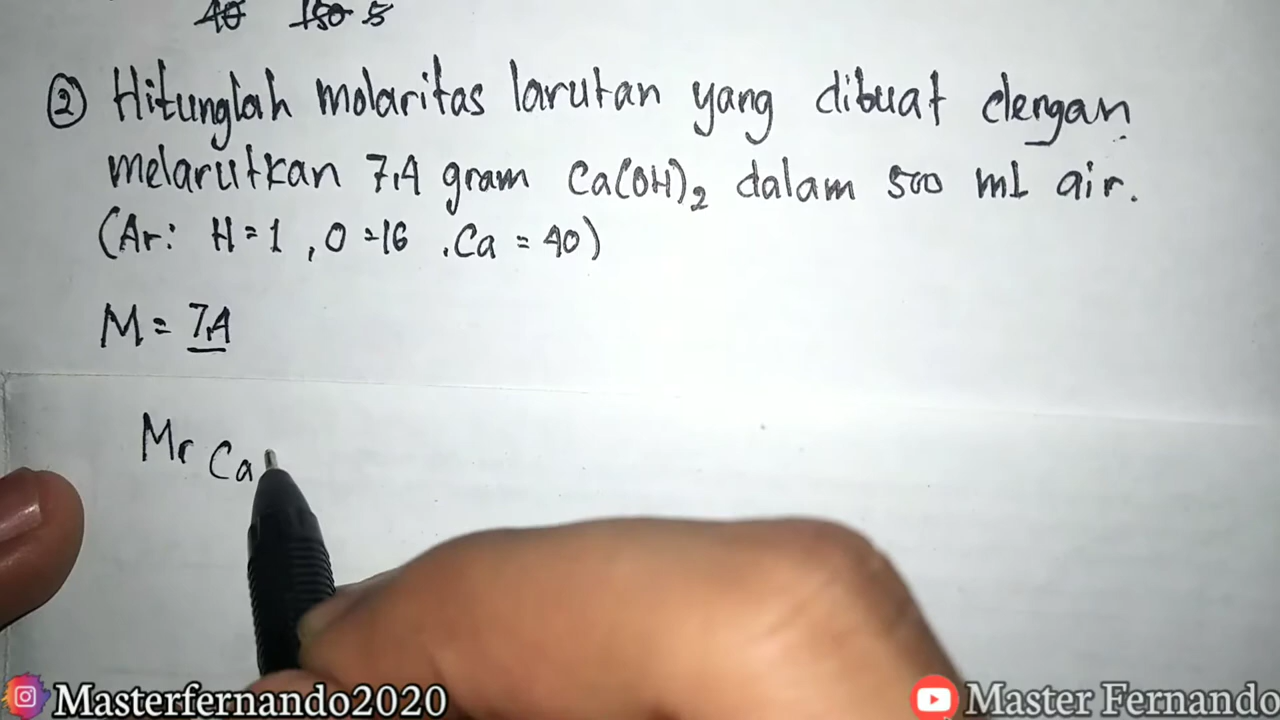 40 150 5
② Hitunglah molaritas larutan yang dibuat dengan
melarutkan 7,4 gram Ca(OH)₂ dalam 500 ml air.
(Ar: H = 1 , O = 16 , Ca = 40)
M = 7,4
Mr Ca
Masterfernando2020
Master Fernando